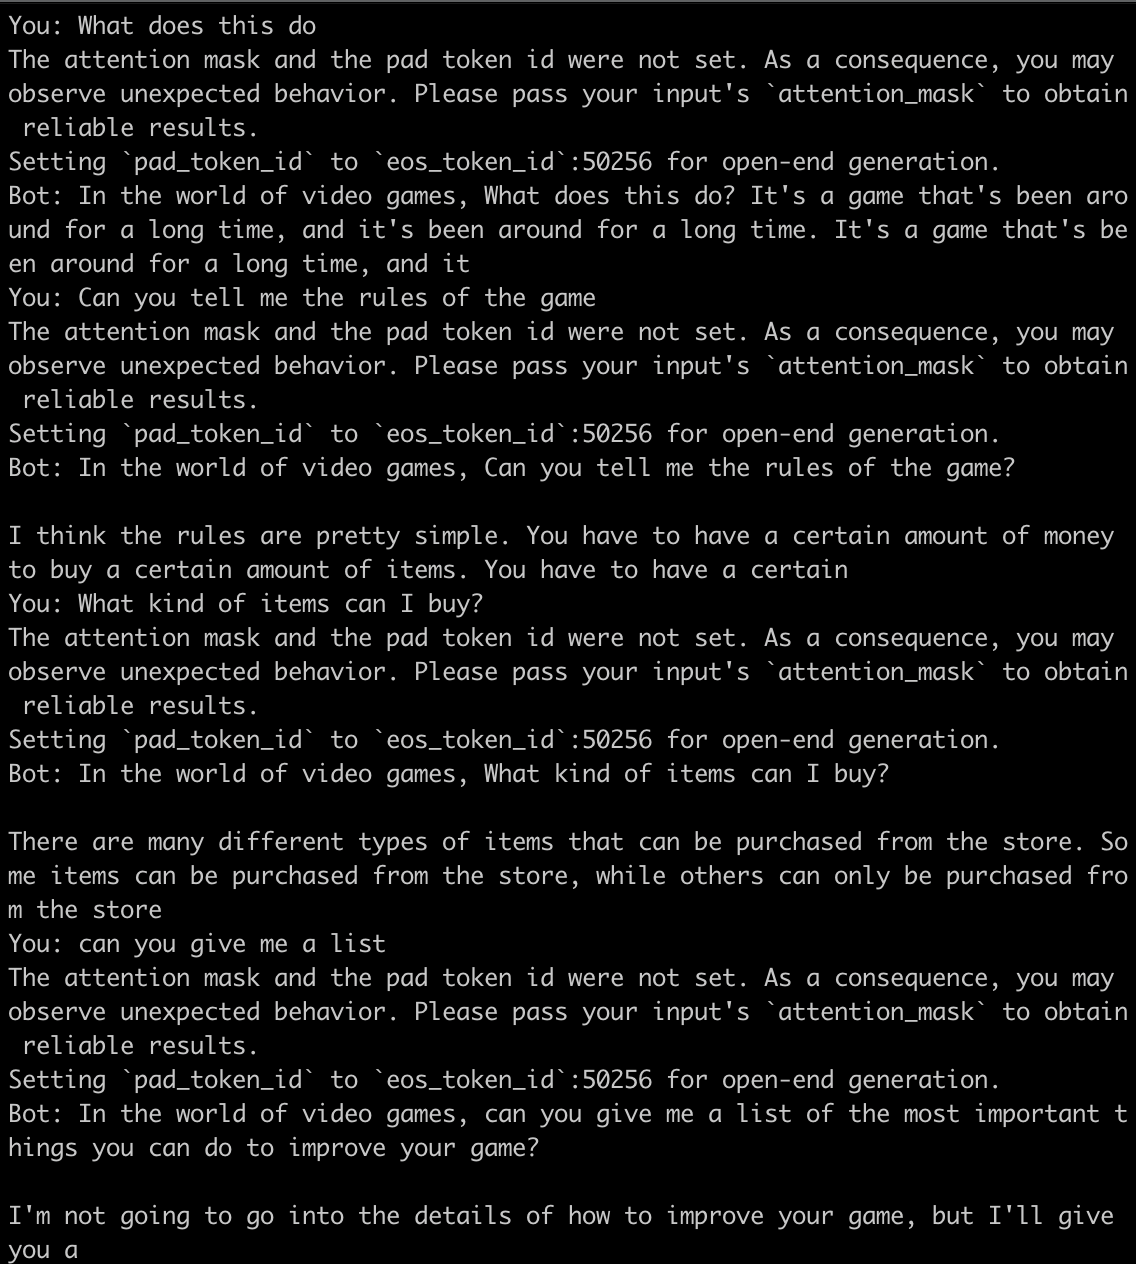 You: What does this do
The attention mask and the pad token id were not set. As a consequence, you may
observe unexpected behavior. Please pass your input's `attention_mask` to obtain
 reliable results.
Setting `pad_token_id` to `eos_token_id`:50256 for open-end generation.
Bot: In the world of video games, What does this do? It's a game that's been aro
und for a long time, and it's been around for a long time. It's a game that's be
en around for a long time, and it
You: Can you tell me the rules of the game
The attention mask and the pad token id were not set. As a consequence, you may
observe unexpected behavior. Please pass your input's `attention_mask` to obtain
 reliable results.
Setting `pad_token_id` to `eos_token_id`:50256 for open-end generation.
Bot: In the world of video games, Can you tell me the rules of the game?

I think the rules are pretty simple. You have to have a certain amount of money
to buy a certain amount of items. You have to have a certain
You: What kind of items can I buy?
The attention mask and the pad token id were not set. As a consequence, you may
observe unexpected behavior. Please pass your input's `attention_mask` to obtain
 reliable results.
Setting `pad_token_id` to `eos_token_id`:50256 for open-end generation.
Bot: In the world of video games, What kind of items can I buy?

There are many different types of items that can be purchased from the store. So
me items can be purchased from the store, while others can only be purchased fro
m the store
You: can you give me a list
The attention mask and the pad token id were not set. As a consequence, you may
observe unexpected behavior. Please pass your input's `attention_mask` to obtain
 reliable results.
Setting `pad_token_id` to `eos_token_id`:50256 for open-end generation.
Bot: In the world of video games, can you give me a list of the most important t
hings you can do to improve your game?

I'm not going to go into the details of how to improve your game, but I'll give
you a